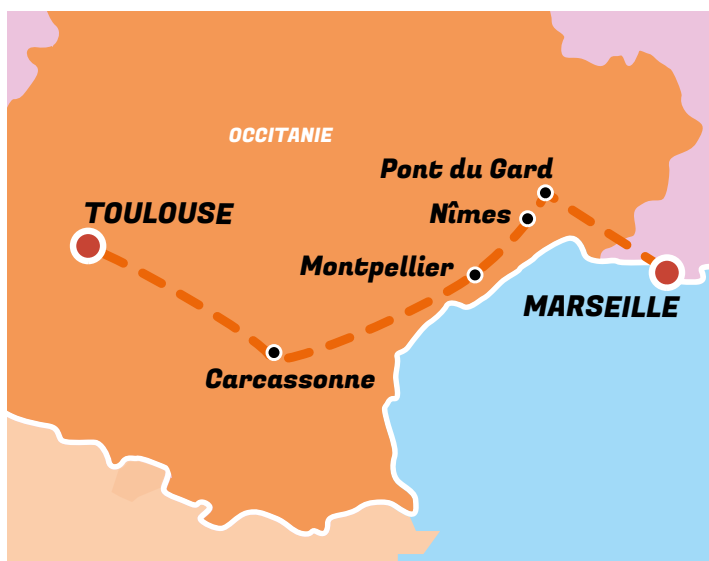 OCCITANIE
Pont du Gard
TOULOUSE
Nîmes
Montpellier
MARSEILLE
Carcassonne